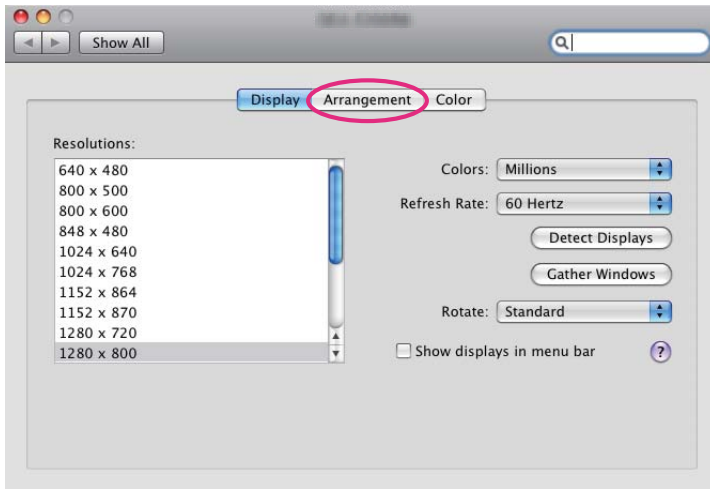 Show All
Display Arrangement Color
Resolutions:
640 x 480
800 x 500
800 x 600
848 x 480
1024 x 640
1024 x 768
1152 x 864
1152 x 870
1280 x 720
1280 x 800
Colors: Millions
Refresh Rate: 60 Hertz
Detect Displays
Gather Windows
Rotate: Standard
Show displays in menu bar ?